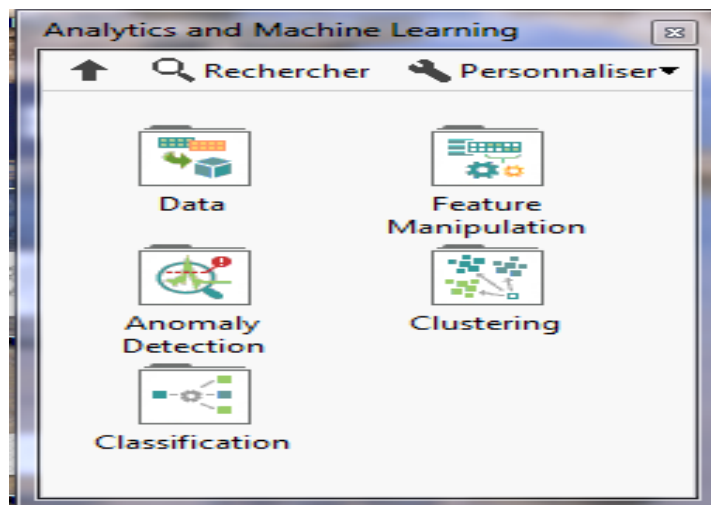 Analytics and Machine Learning
Rechercher
Personnaliser
Data
Feature
Manipulation
Anomaly
Detection
Clustering
Classification